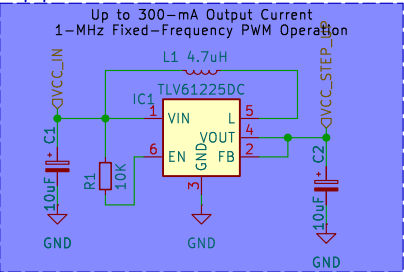 Up to 300-mA Output Current
1-MHz Fixed-Frequency PWM Operation
VCC_IN
VCC_STEP_UP
L1 4.7uH
IC1
TLV61225DC
1
VIN
L
5
VOUT
4
6
EN
FB
2
GND
3
C1
10uF
R1
10K
C2
10uF
GND
GND
GND